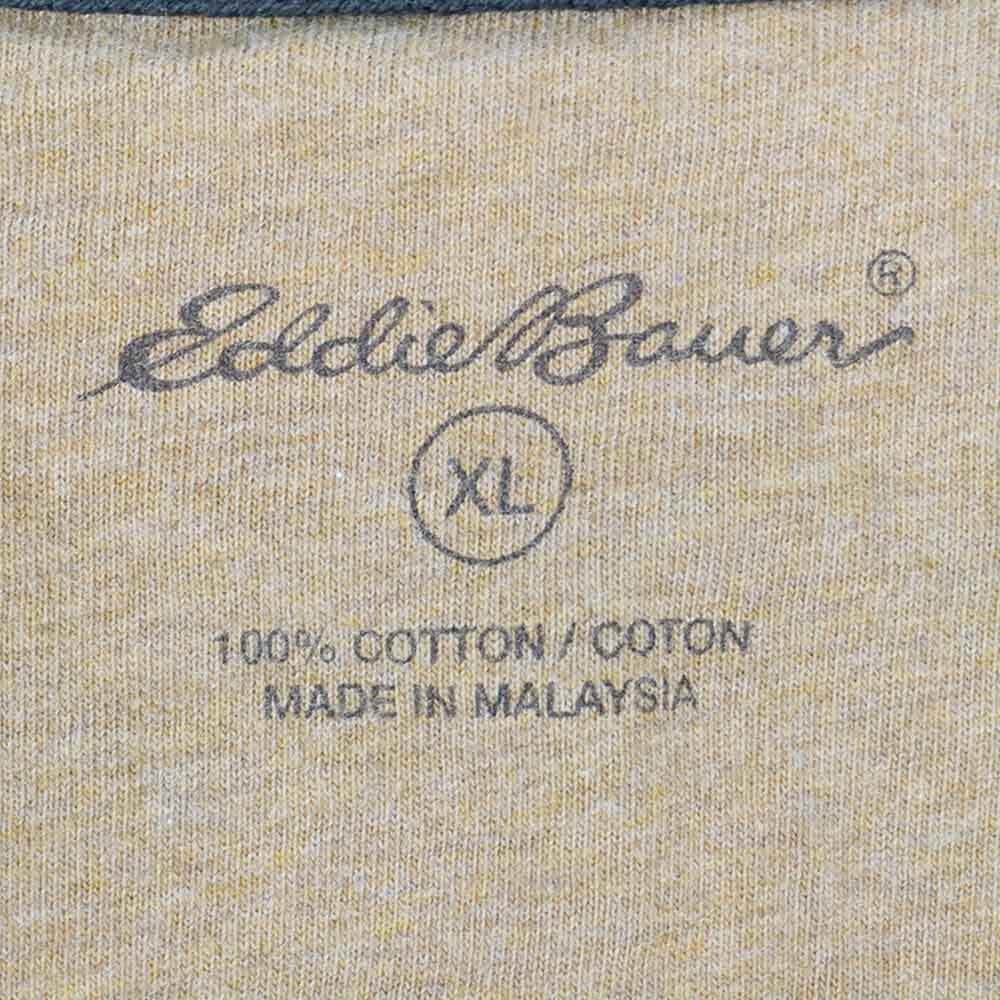 Eddie Bauer®
XL
100% COTTON / COTON
MADE IN MALAYSIA